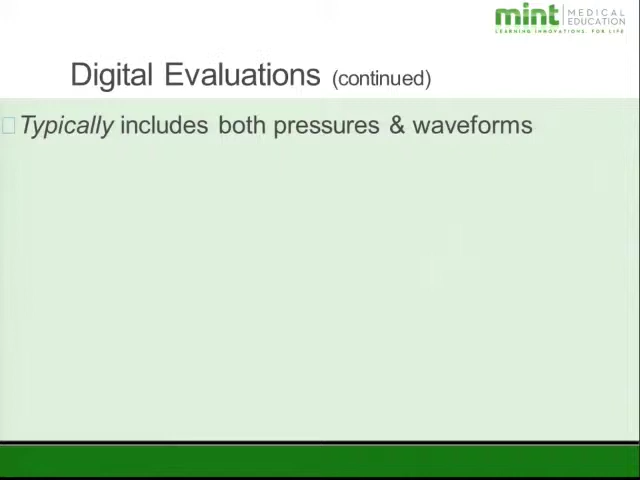 mint MEDICAL EDUCATION
LEARNING INNOVATIONS. FOR LIFE
Digital Evaluations (continued)
Typically includes both pressures & waveforms